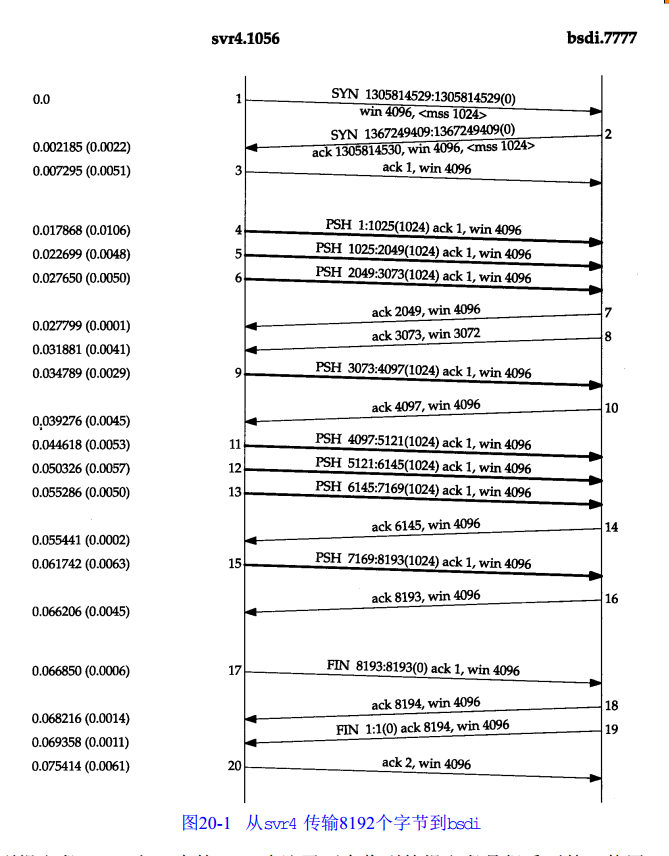 svr4.1056 bsdi.7777
0.0 1 SYN 1305814529:1305814529(0)
win 4096, <mss 1024>
SYN 1367249409:1367249409(0) 2
0.002185 (0.0022) ack 1305814530, win 4096, <mss 1024>
0.007295 (0.0051) 3 ack 1, win 4096
0.017868 (0.0106) 4 PSH 1:1025(1024) ack 1, win 4096
0.022699 (0.0048) 5 PSH 1025:2049(1024) ack 1, win 4096
0.027650 (0.0050) 6 PSH 2049:3073(1024) ack 1, win 4096
ack 2049, win 4096 7
0.027799 (0.0001)
ack 3073, win 3072 8
0.031881 (0.0041)
0.034789 (0.0029) 9 PSH 3073:4097(1024) ack 1, win 4096
ack 4097, win 4096 10
0.039276 (0.0045)
0.044618 (0.0053) 11 PSH 4097:5121(1024) ack 1, win 4096
0.050326 (0.0057) 12 PSH 5121:6145(1024) ack 1, win 4096
0.055286 (0.0050) 13 PSH 6145:7169(1024) ack 1, win 4096
ack 6145, win 4096 14
0.055441 (0.0002)
0.061742 (0.0063) 15 PSH 7169:8193(1024) ack 1, win 4096
ack 8193, win 4096 16
0.066206 (0.0045)
0.066850 (0.0006) 17 FIN 8193:8193(0) ack 1, win 4096
ack 8194, win 4096 18
0.068216 (0.0014)
FIN 1:1(0) ack 8194, win 4096 19
0.069358 (0.0011)
0.075414 (0.0061) 20 ack 2, win 4096
图20-1 从svr4 传输8192个字节到bsdi